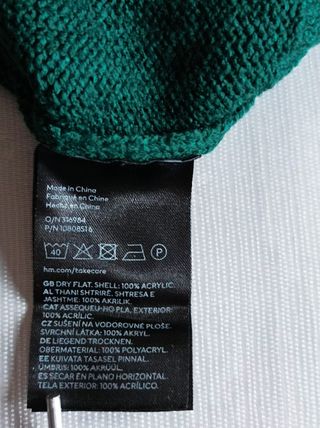 Made in China
Fabriqué en Chine
Hecho en China
O/N 316984
P/N 10808516
40
P
hm.com/takecare
GB DRY FLAT. SHELL: 100% ACRYLIC.
AL THANI SHTRIRË. SHTRESA E
JASHTME: 100% AKRILIK.
CAT ASSEQUEU-HO PLA. EXTERIOR:
100% ACRÍLIC.
CZ SUŠENÍ NA VODOROVNÉ PLOŠE.
SVRCHNÍ LÁTKA: 100% AKRYL.
DE LIEGEND TROCKNEN.
OBERMATERIAL: 100% POLYACRYL.
EE KUIVATA TASASEL PINNAL.
ÜMBRIS: 100% AKRÜÜL.
ES SECAR EN PLANO HORIZONTAL.
TELA EXTERIOR: 100% ACRÍLICO.